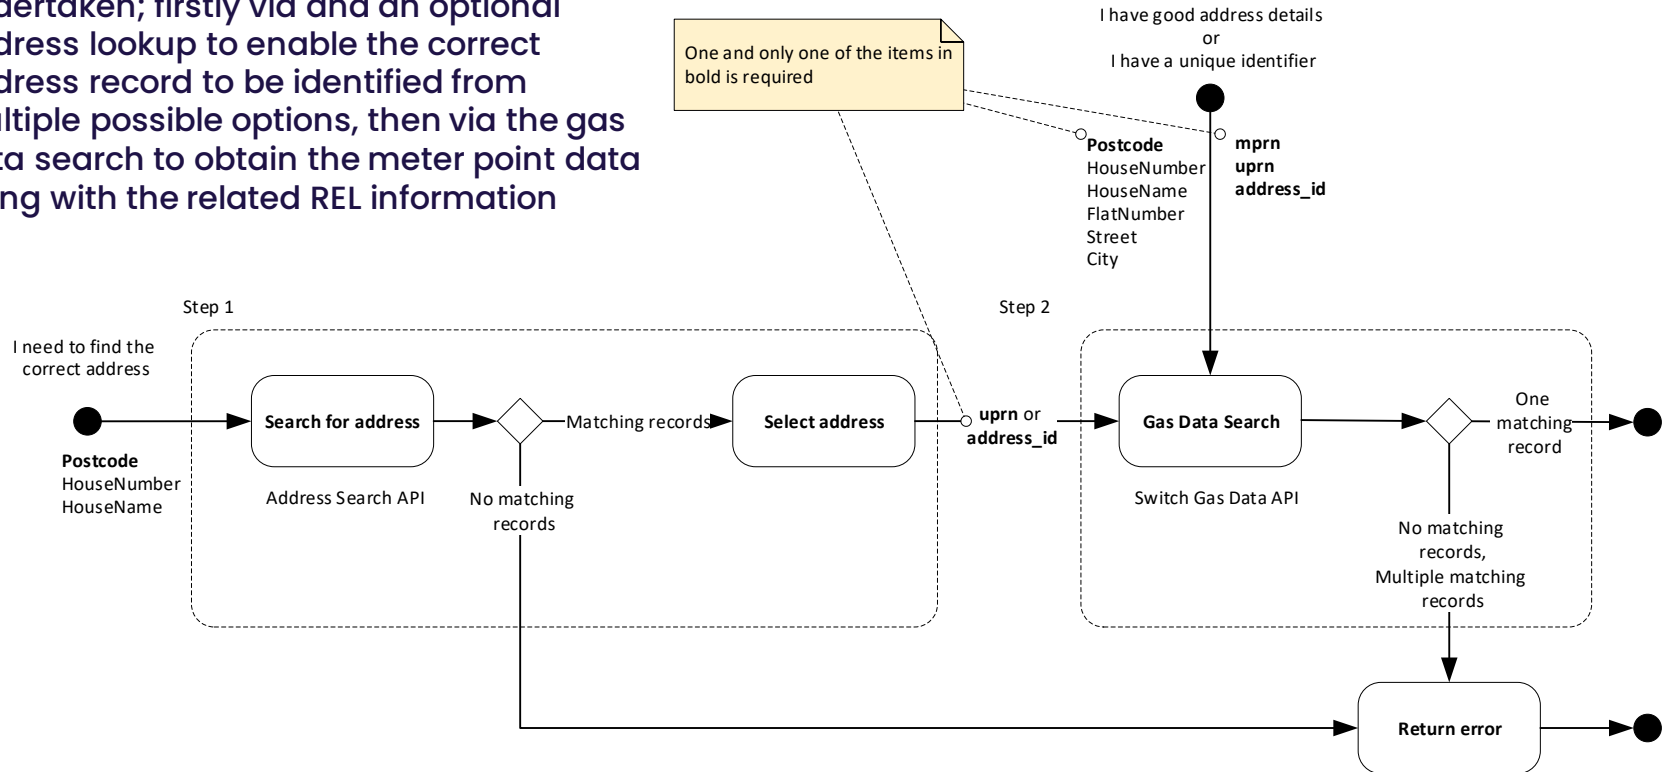 firstly via and an optional
lookup to enable the correct
record to be identified from
possible options, then via the gas
search to obtain the meter point data
with the related REL information
One and only one of the items in
bold is required
I have good address details
or
I have a unique identifier
Postcode
HouseNumber
HouseName
FlatNumber
Street
City
mprn
uprn
address_id
Step 1
Step 2
I need to find the
correct address
Postcode
HouseNumber
HouseName
Search for address
Address Search API
Matching records
No matching
records
Select address
uprn or
address_id
Gas Data Search
Switch Gas Data API
One
matching
record
No matching
records,
Multiple matching
records
Return error